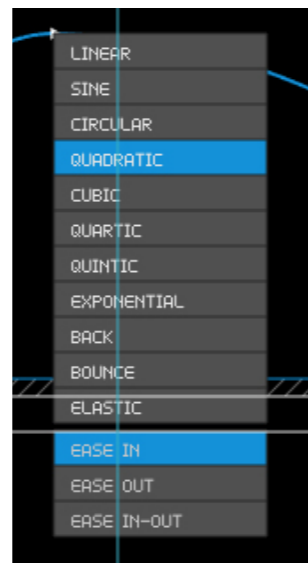 LINEAR
SINE
CIRCULAR
QUADRATIC
CUBIC
QUARTIC
QUINTIC
EXPONENTIAL
BACK
BOUNCE
ELASTIC
EASE IN
EASE OUT
EASE IN-OUT